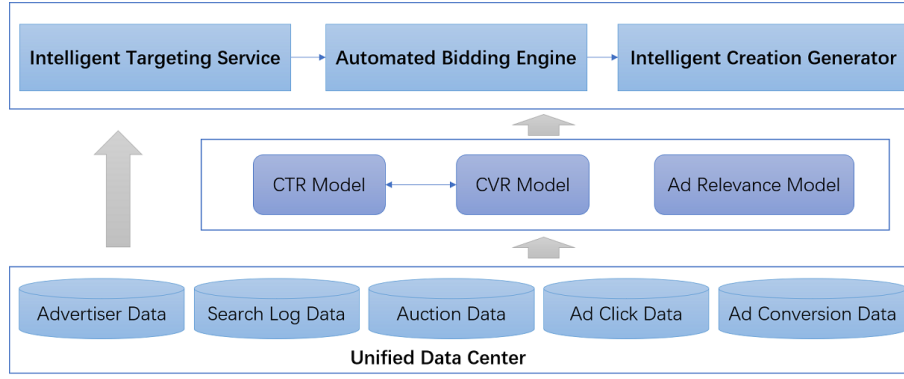 Intelligent Targeting Service
Automated Bidding Engine
Intelligent Creation Generator
CTR Model
CVR Model
Ad Relevance Model
Advertiser Data
Search Log Data
Auction Data
Ad Click Data
Ad Conversion Data
Unified Data Center